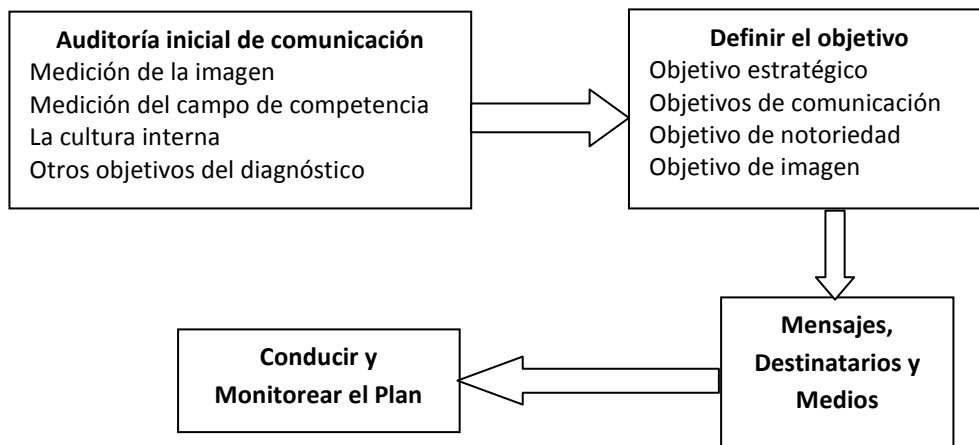 Auditoría inicial de comunicación
Medición de la imagen
Medición del campo de competencia
La cultura interna
Otros objetivos del diagnóstico
Definir el objetivo
Objetivo estratégico
Objetivos de comunicación
Objetivo de notoriedad
Objetivo de imagen
Mensajes,
Destinatarios y
Medios
Conducir y
Monitorear el Plan